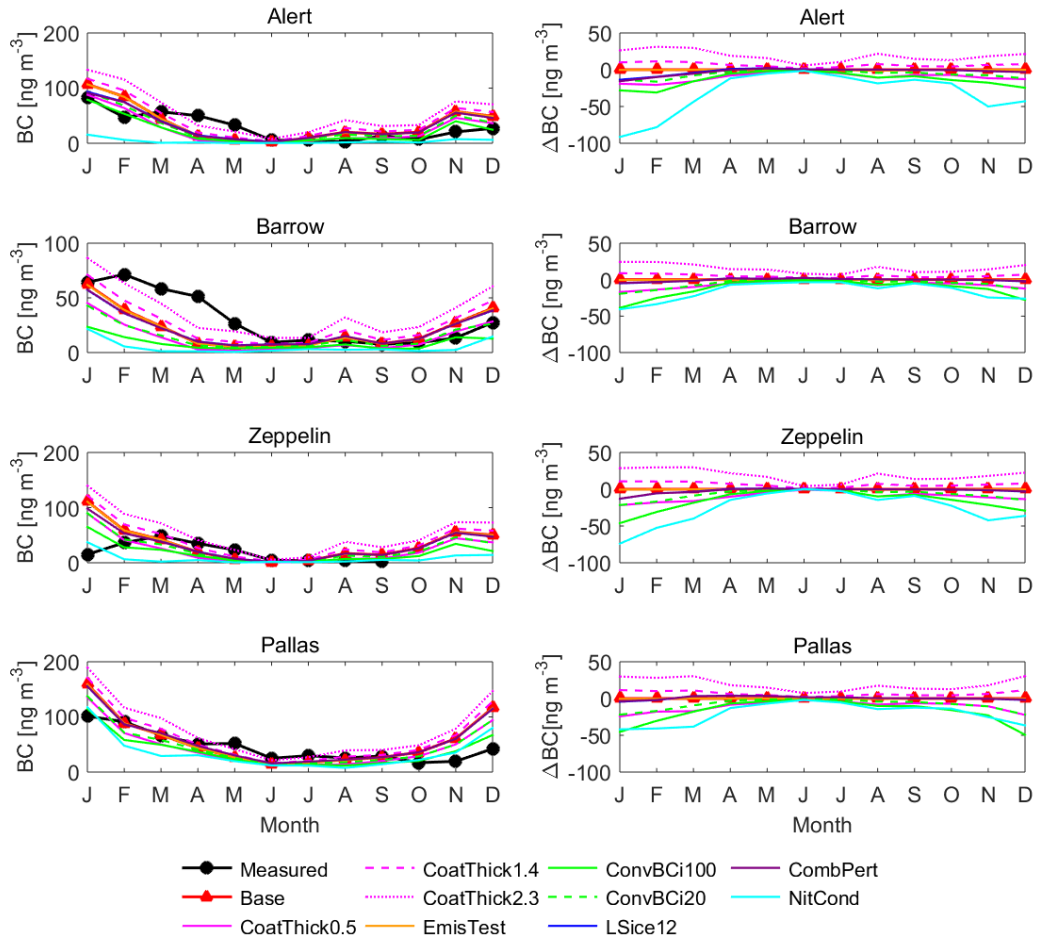 Alert
BC [ng m⁻³]
200
100
0
J F M A M J J A S O N D
Alert
ΔBC [ng m⁻³]
50
0
-50
-100
J F M A M J J A S O N D
Barrow
BC [ng m⁻³]
100
50
0
J F M A M J J A S O N D
Barrow
ΔBC [ng m⁻³]
50
0
-50
-100
J F M A M J J A S O N D
Zeppelin
BC [ng m⁻³]
200
100
0
J F M A M J J A S O N D
Zeppelin
ΔBC [ng m⁻³]
50
0
-50
-100
J F M A M J J A S O N D
Pallas
BC [ng m⁻³]
200
100
0
J F M A M J J A S O N D
Month
Pallas
ΔBC[ng m⁻³]
50
0
-50
-100
J F M A M J J A S O N D
Month
Measured CoatThick1.4 ConvBCi100 CombPert
Base CoatThick2.3 ConvBCi20 NitCond
CoatThick0.5 EmisTest LSice12